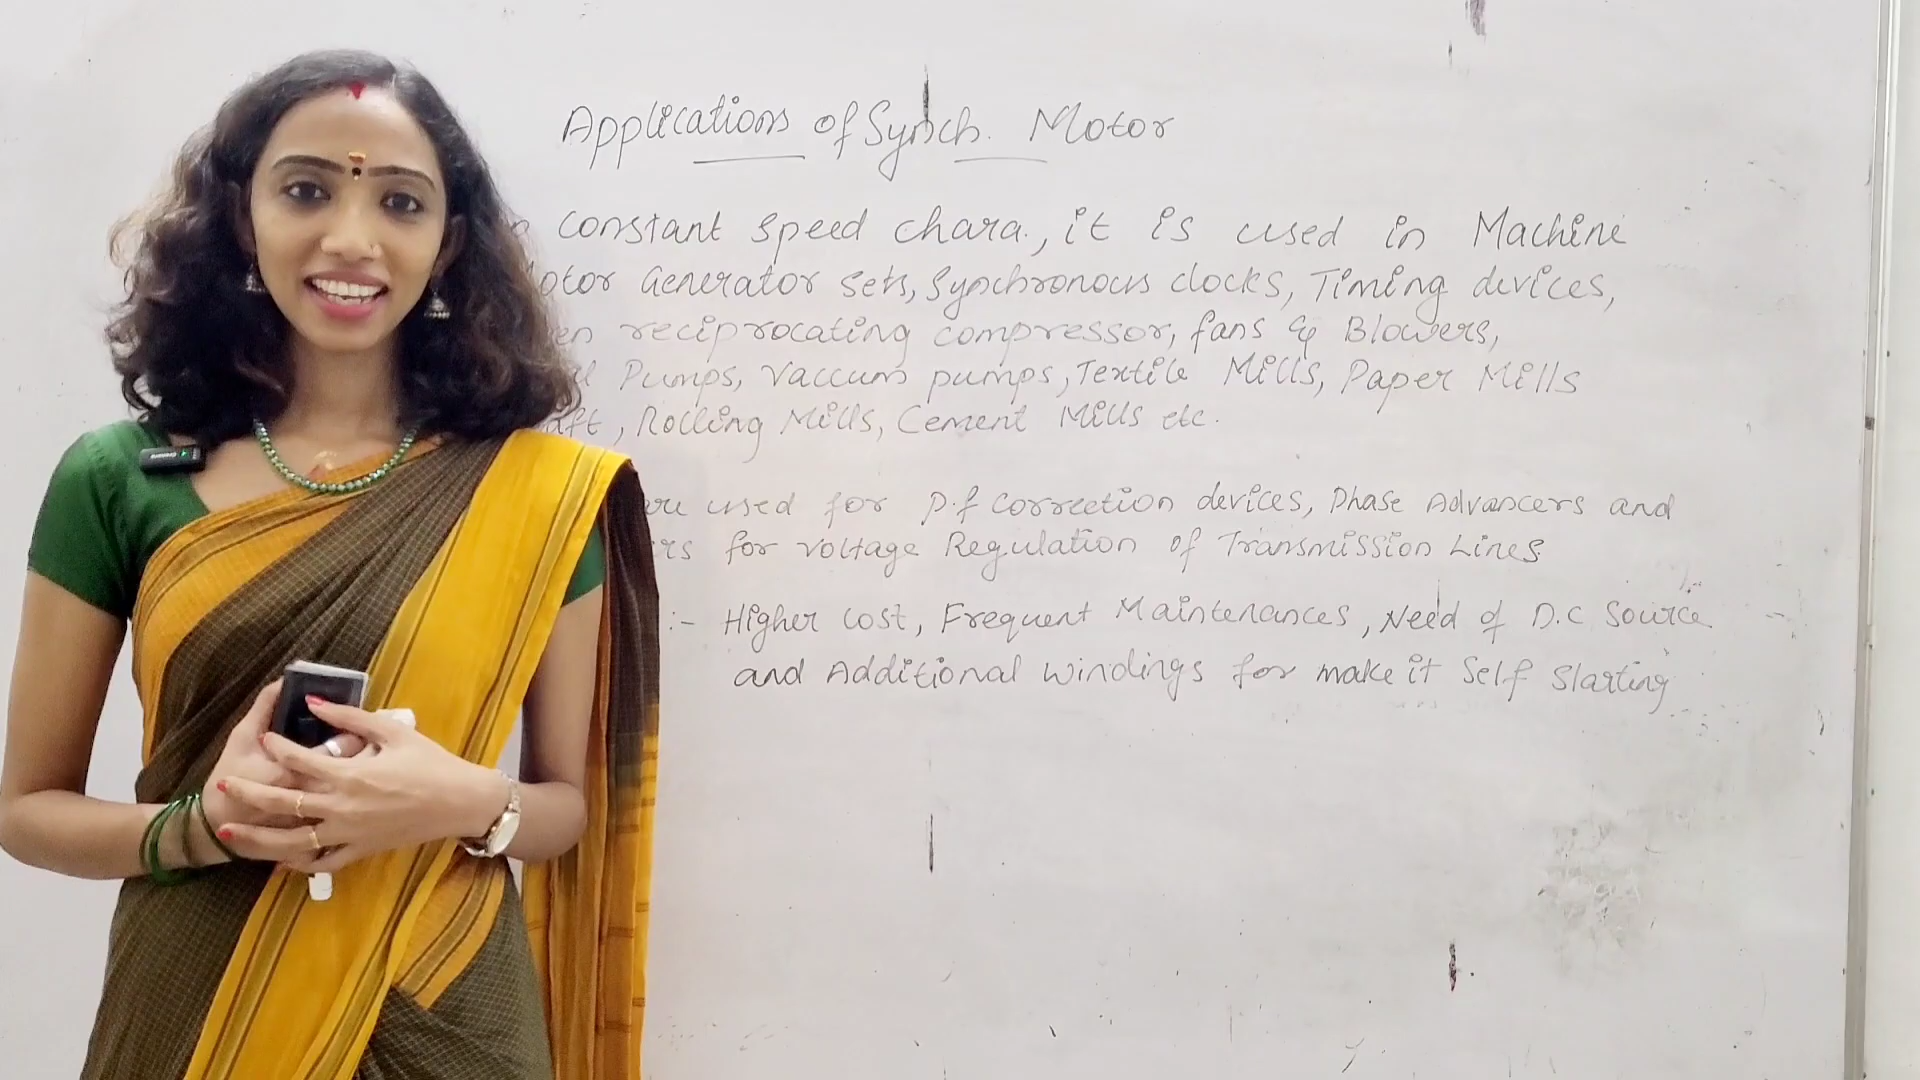 Applications of Synch. Motor
constant speed chara., it is used in Machine
otor Generator sets, Synchronous clocks, Timing devices,
en reciprocating compressor, fans & Blowers,
Pumps, Vaccum pumps, Textile Mills, Paper Mills
aft, Rolling Mills, Cement Mills etc.
used for p.f correction devices, Phase Advancers and
rs for voltage Regulation of Transmission Lines
:- Higher cost, Frequent Maintenances, Need of D.C Source
and Additional windings for make it Self Starting